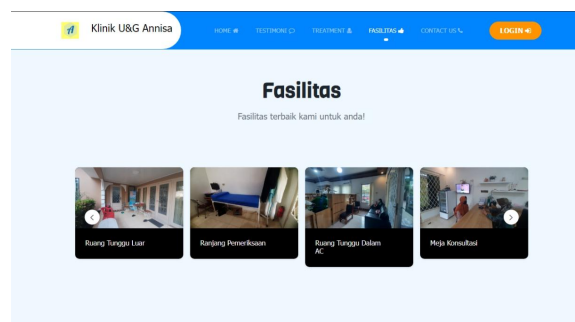 A
Klinik U&G Annisa
HOME
TESTIMONI
TREATMENT
FASILITAS
CONTACT US
LOGIN
Fasilitas
Fasilitas terbaik kami untuk anda!
Ruang Tunggu Luar
Ranjang Pemeriksaan
Ruang Tunggu Dalam
AC
Meja Konsultasi